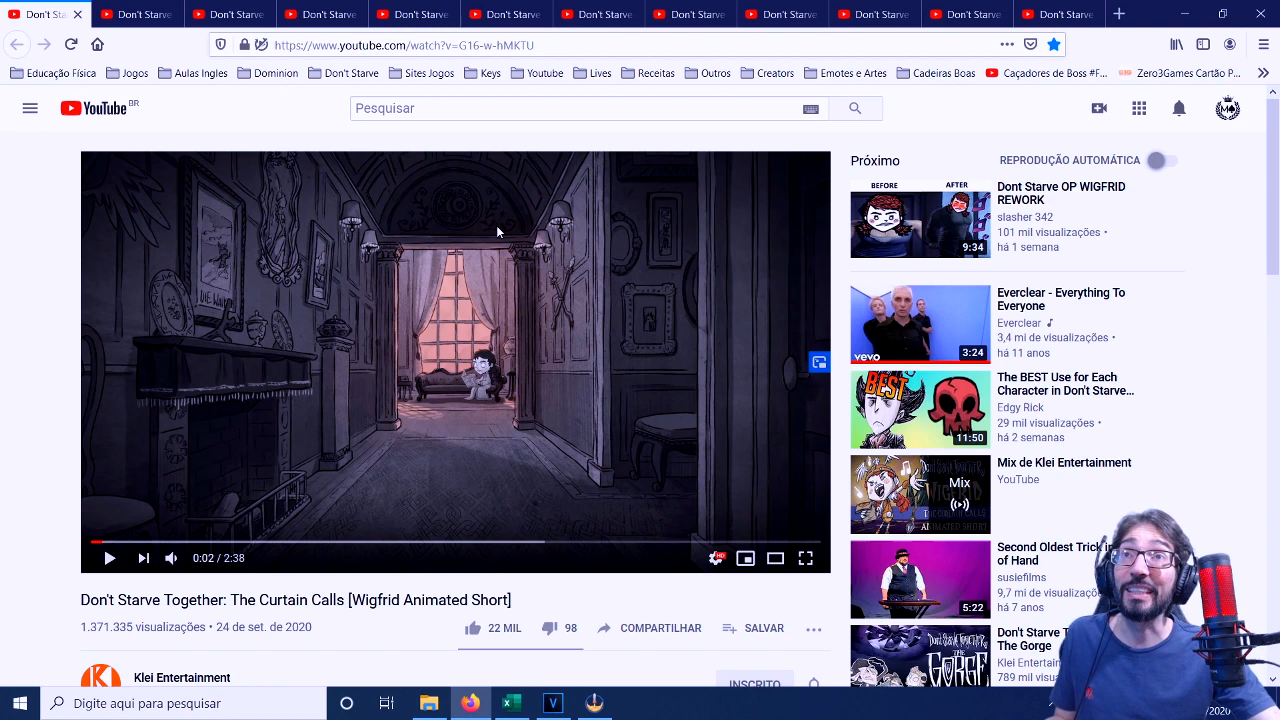 Don't Sta
Don't Starve
Don't Starve
Don't Starve
Don't Starve
Don't Starve
Don't Starve
Don't Starve
Don't Starve
Don't Starve
Don't Starve
Don't Starve
https://www.youtube.com/watch?v=G16-w-hMKTU
Educação Física
Jogos
Aulas Ingles
Dominion
Don't Starve
Sites Jogos
Keys
Youtube
Lives
Receitas
Outros
Creators
Emotes e Artes
Cadeiras Boas
Caçadores de Boss #F...
Zero3Games Cartão P...
YouTube BR
Pesquisar
Próximo
REPRODUÇÃO AUTOMÁTICA
BEFORE
AFTER
9:34
Dont Starve OP WIGFRID
REWORK
slasher 342
101 mil visualizações •
há 1 semana
vevo
3:24
Everclear - Everything To
Everyone
Everclear
3,4 mi de visualizações •
há 11 anos
BEST
11:50
The BEST Use for Each
Character in Don't Starve...
Edgy Rick
29 mil visualizações •
há 2 semanas
Mix
Mix de Klei Entertainment
YouTube
5:22
Second Oldest Trick in
of Hand
susiefilms
9,7 mi de visualizaçõe
há 7 anos
GORGE
Don't Starve T
The Gorge
Klei Entertain
789 mil visual
0:02 / 2:38
HD
Don't Starve Together: The Curtain Calls [Wigfrid Animated Short]
1.371.335 visualizações • 24 de set. de 2020
22 MIL
98
COMPARTILHAR
SALVAR
Klei Entertainment
INSCRITO
Digite aqui para pesquisar
/2020